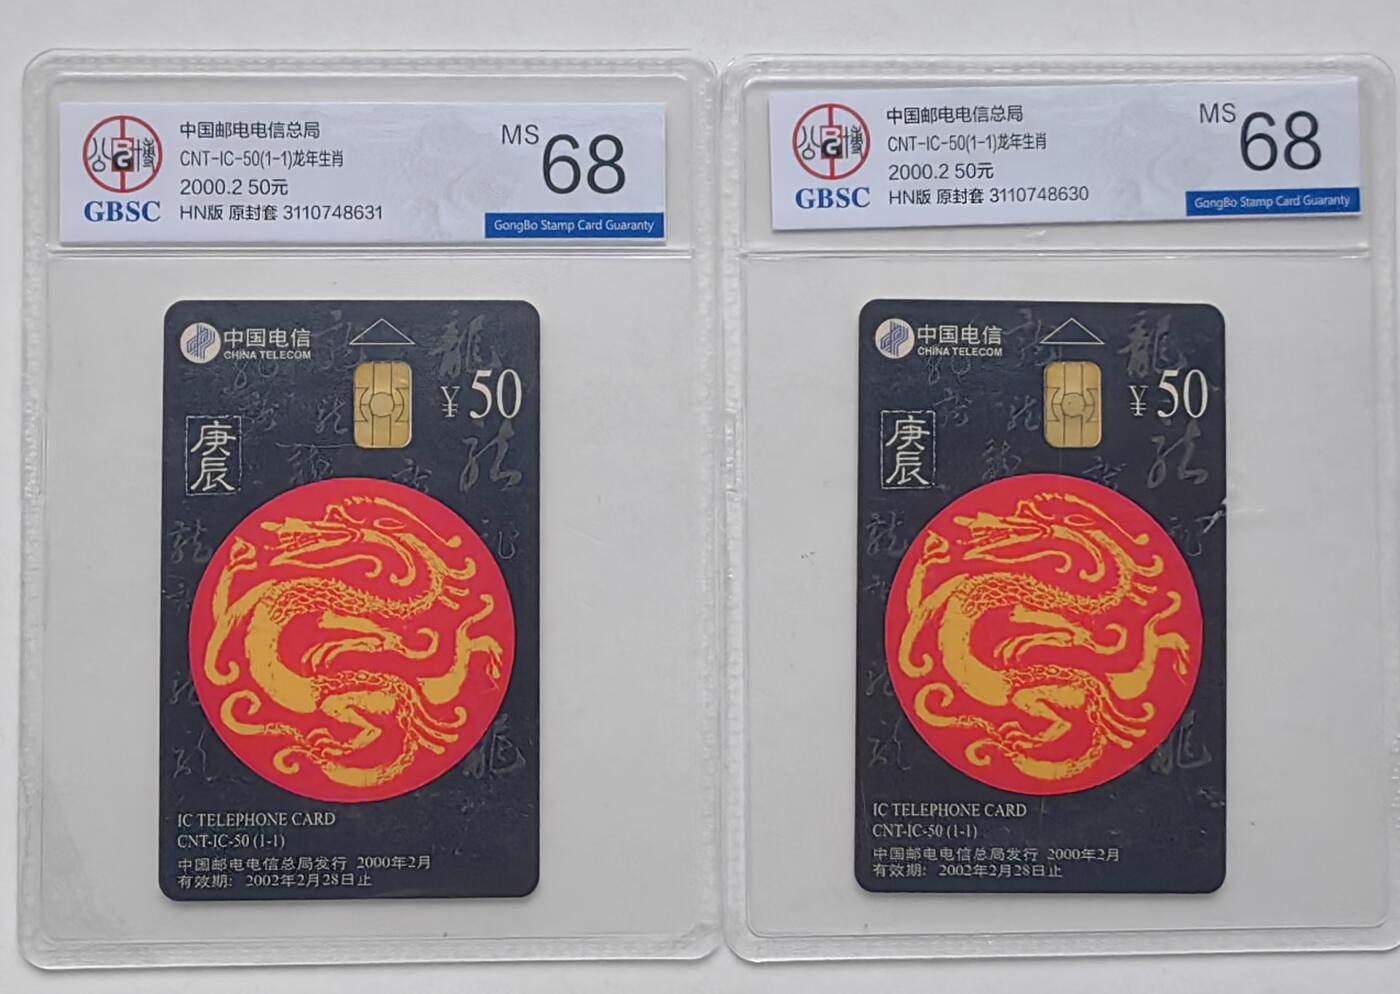 公博
BG
GBSC
中国邮电电信总局
CNT-IC-50(1-1)龙年生肖
2000.2 50元
HN版 原封套 3110748631
MS 68
GongBo Stamp Card Guaranty
中国电信
CHINA TELECOM
¥50
庚辰
IC TELEPHONE CARD
CNT-IC-50 (1-1)
中国邮电电信总局发行 2000年2月
有效期: 2002年2月28日止
公博
BG
GBSC
中国邮电电信总局
CNT-IC-50(1-1)龙年生肖
2000.2 50元
HN版 原封套 3110748630
MS 68
GongBo Stamp Card Guaranty
中国电信
CHINA TELECOM
¥50
庚辰
IC TELEPHONE CARD
CNT-IC-50 (1-1)
中国邮电电信总局发行 2000年2月
有效期: 2002年2月28日止